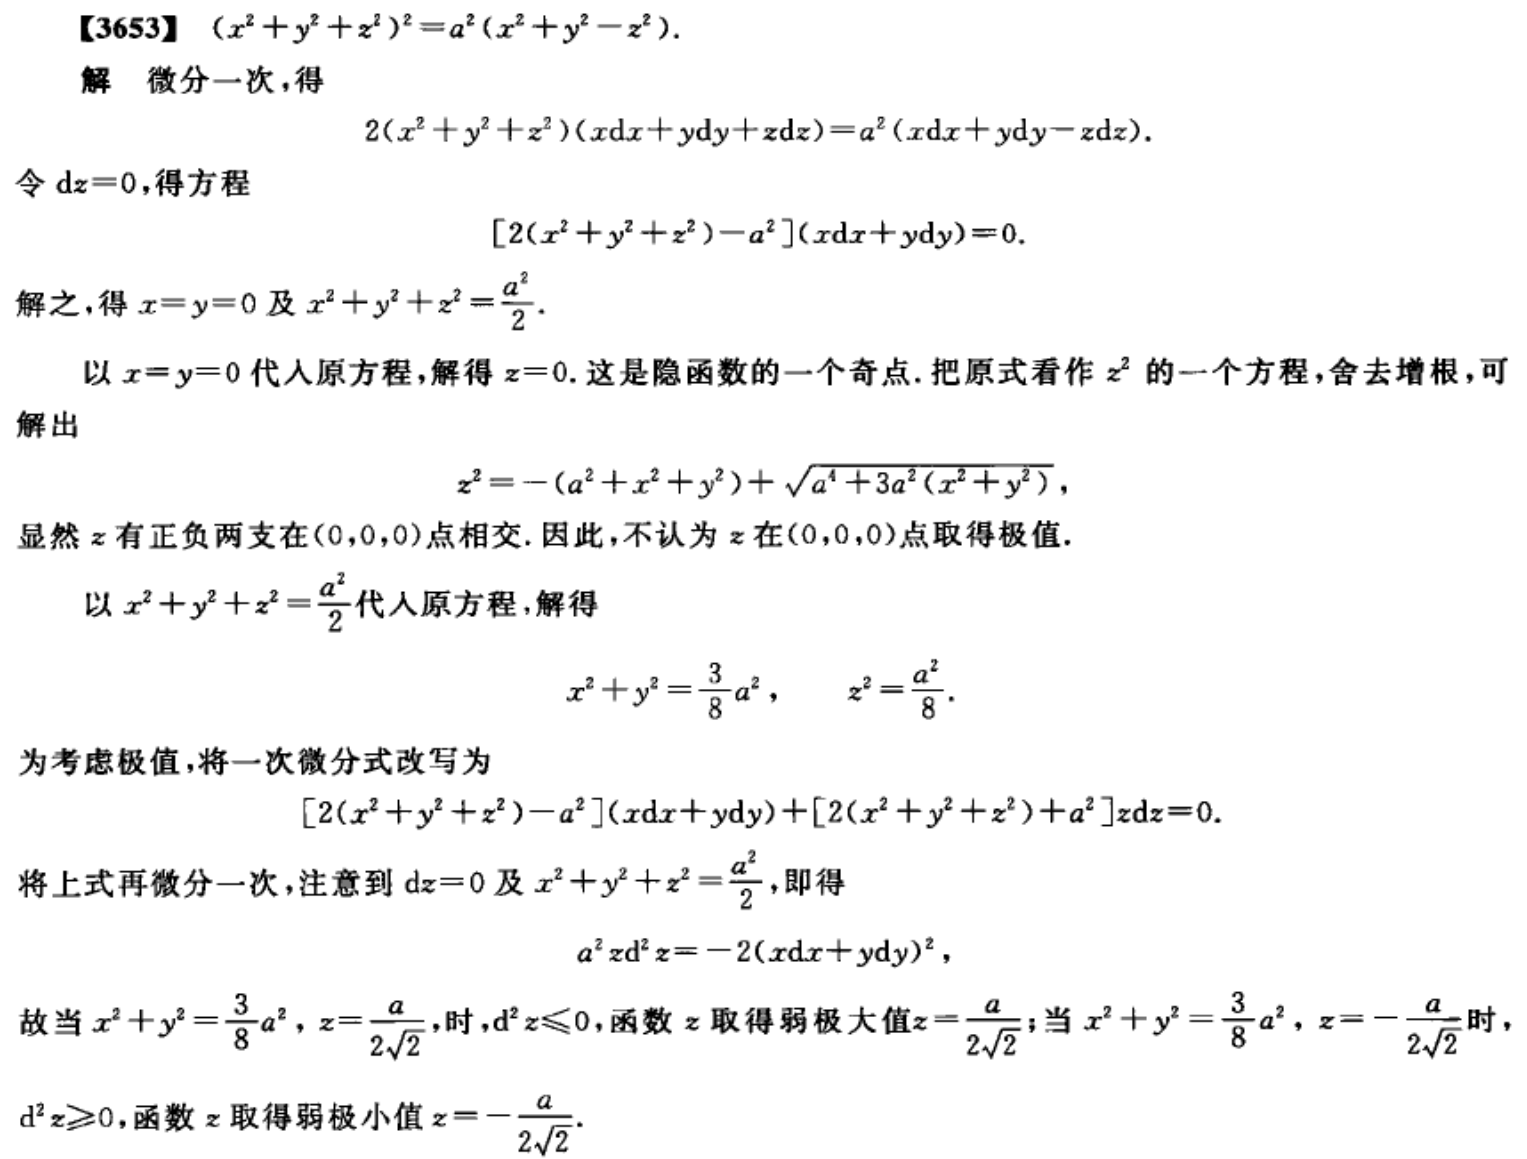 【3653】 (x²+y²+z²)²=a²(x²+y²-z²).
解 微分一次,得
2(x²+y²+z²)(xdx+ydy+zdz)=a²(xdx+ydy-zdz).
令 dz=0,得方程
[2(x²+y²+z²)-a²](xdx+ydy)=0.
解之,得 x=y=0 及 x²+y²+z²=a²/2.
以 x=y=0 代入原方程,解得 z=0. 这是隐函数的一个奇点. 把原式看作 z² 的一个方程,舍去增根,可
解出
z²=-(a²+x²+y²)+√(a⁴+3a²(x²+y²)),
显然 z 有正负两支在(0,0,0)点相交. 因此,不认为 z 在(0,0,0)点取得极值.
以 x²+y²+z²=a²/2代入原方程,解得
x²+y²=3/8 a², z²=a²/8.
为考虑极值,将一次微分式改写为
[2(x²+y²+z²)-a²](xdx+ydy)+[2(x²+y²+z²)+a²]zdz=0.
将上式再微分一次,注意到 dz=0 及 x²+y²+z²=a²/2,即得
a²zd²z=-2(xdx+ydy)²,
故当 x²+y²=3/8 a², z=a/(2√2),时,d²z≤0,函数 z 取得弱极大值z=a/(2√2);当 x²+y²=3/8 a², z=-a/(2√2)时,
d²z≥0,函数 z 取得弱极小值 z=-a/(2√2).